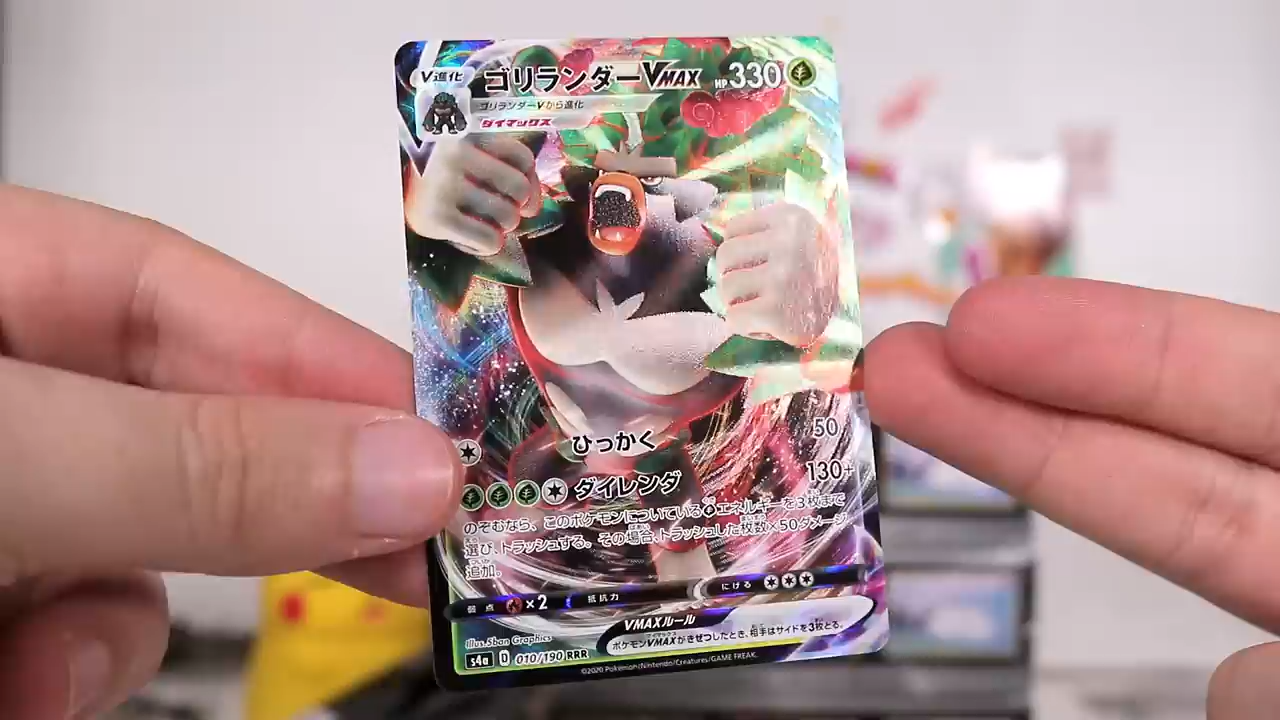 V進化
ゴリランダーVMAX HP330
ゴリランダーVから進化
ダイマックス
ひっかく 50
ダイレンダ 130+
のぞむなら、このポケモンについているエネルギーを3枚まで
選び、トラッシュする。その場合、トラッシュした枚数×50ダメージ
追加。
弱点 ×2 抵抗力 にげる
VMAXルール
ポケモンVMAXがきぜつしたとき、相手はサイドを3枚とる。
Illus. 5ban Graphics
s4a D 010/190 RRR
©2020 Pokémon/Nintendo/Creatures/GAME FREAK.